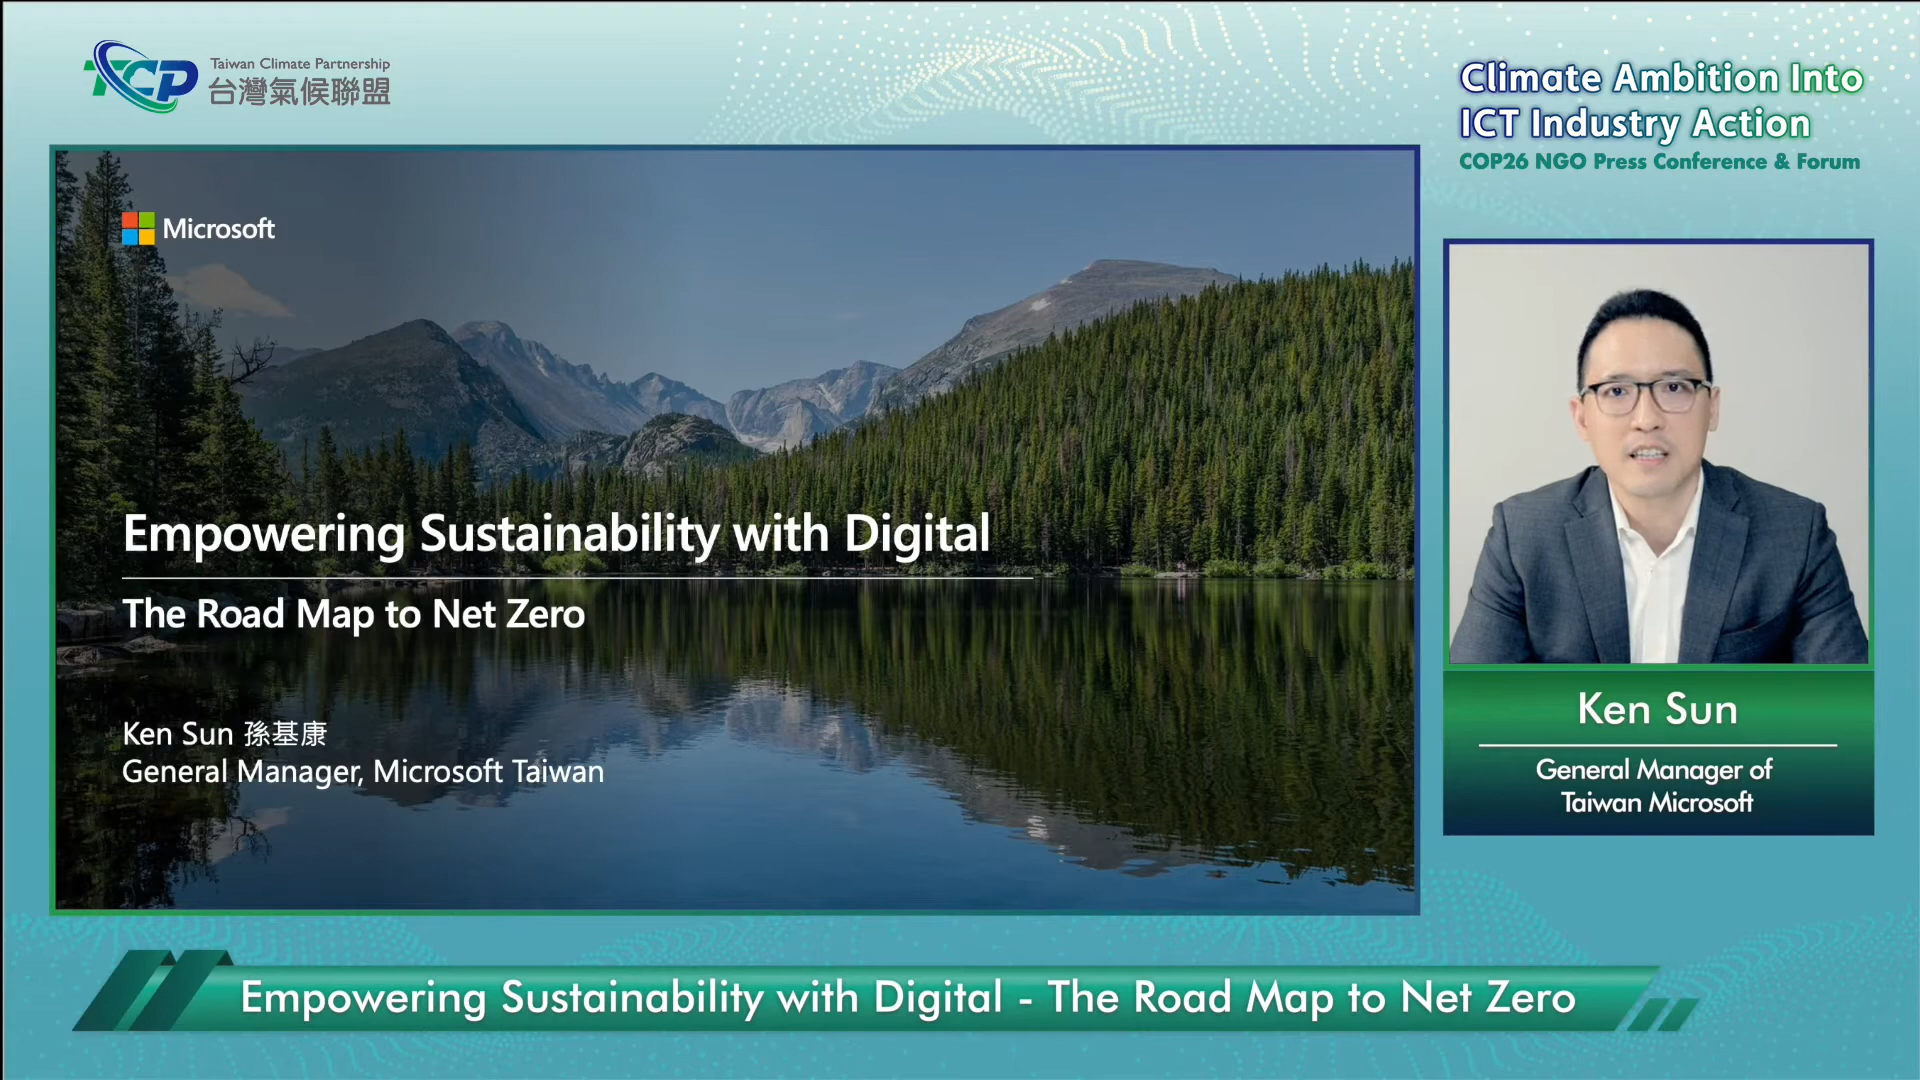 TCP
Taiwan Climate Partnership
台灣氣候聯盟
Climate Ambition Into
ICT Industry Action
COP26 NGO Press Conference & Forum
Microsoft
Empowering Sustainability with Digital
The Road Map to Net Zero
Ken Sun 孫基康
General Manager, Microsoft Taiwan
Ken Sun
General Manager of
Taiwan Microsoft
Empowering Sustainability with Digital - The Road Map to Net Zero